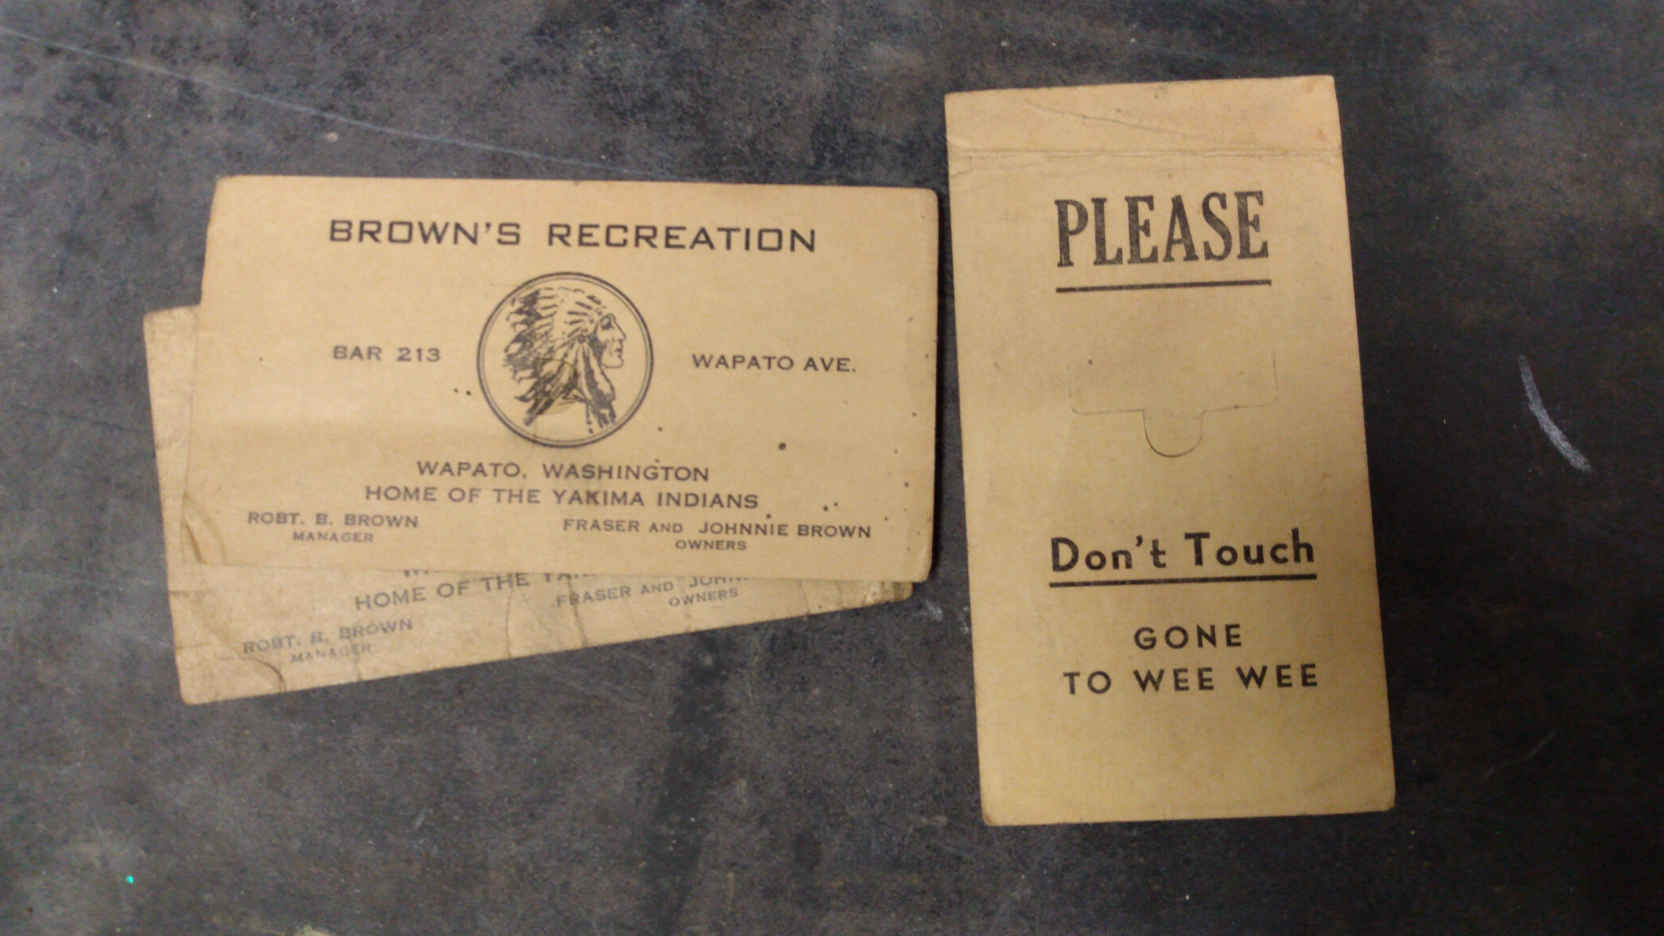 BROWN'S RECREATION
BAR 213
WAPATO AVE.
WAPATO, WASHINGTON
HOME OF THE YAKIMA INDIANS
ROBT. B. BROWN
MANAGER
FRASER AND JOHNNIE BROWN
OWNERS
HOME OF THE
FRASER AND
OWNERS
ROBT. B. BROWN
MANAGER
PLEASE
Don't Touch
GONE
TO WEE WEE